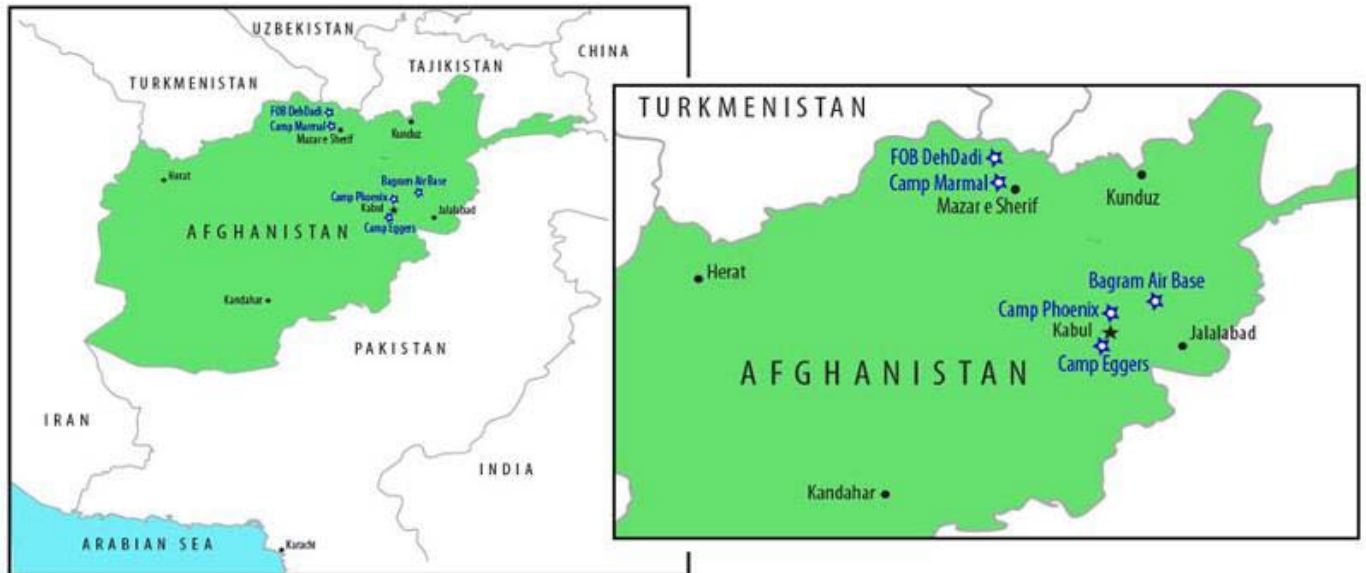 UZBEKISTAN
CHINA
TAJIKISTAN
TURKMENISTAN
FOB DehDadi
Camp Marmal
Mazar e Sherif
Kunduz
Herat
Bagram Air Base
Camp Phoenix
Kabul
Jalalabad
Camp Eggers
AFGHANISTAN
Kandahar
PAKISTAN
IRAN
INDIA
ARABIAN SEA
Karachi
TURKMENISTAN
FOB DehDadi
Camp Marmal
Mazar e Sherif
Kunduz
Herat
Bagram Air Base
Camp Phoenix
Kabul
Jalalabad
Camp Eggers
AFGHANISTAN
Kandahar